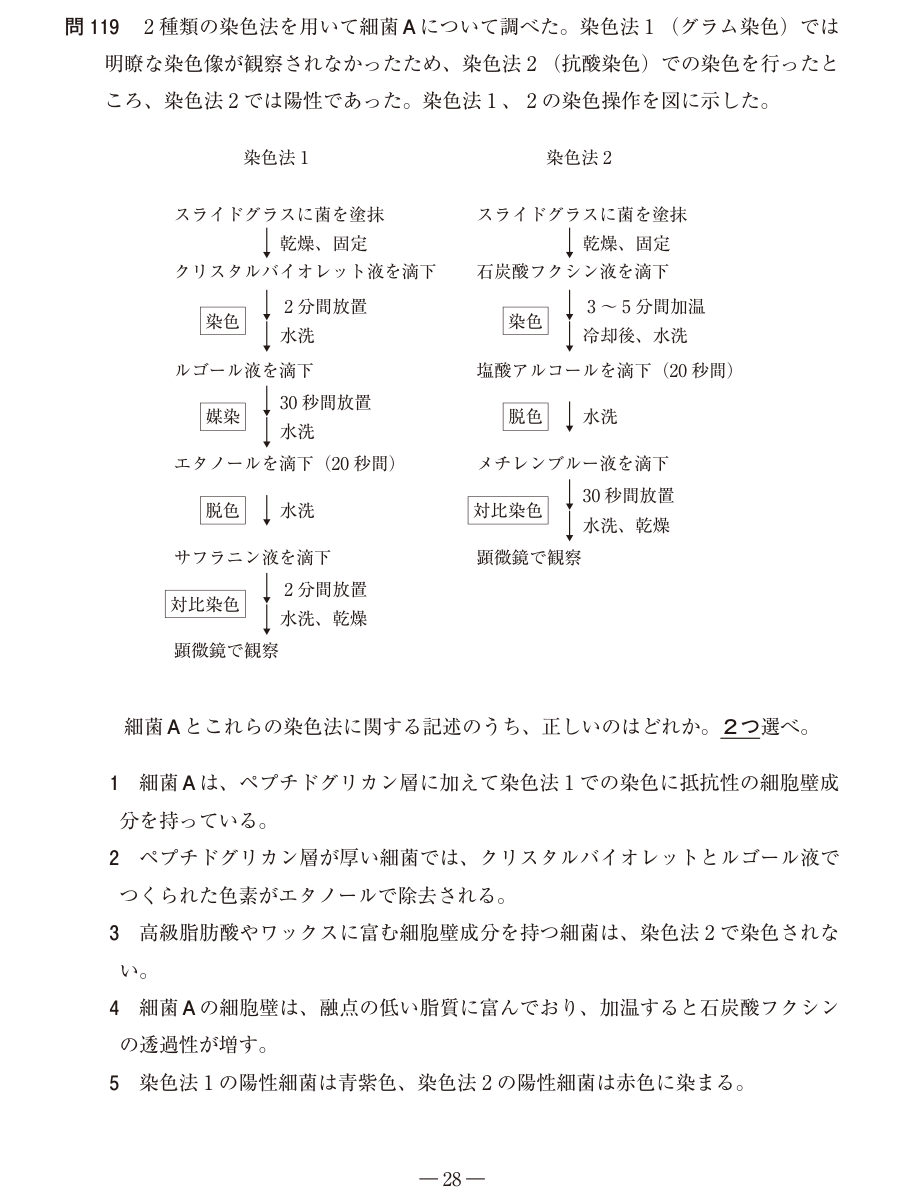 問 119　２種類の染色法を用いて細菌Ａについて調べた。染色法１（グラム染色）では
明瞭な染色像が観察されなかったため、染色法２（抗酸染色）での染色を行ったと
ころ、染色法２では陽性であった。染色法１、２の染色操作を図に示した。
染色法１
スライドグラスに菌を塗抹
乾燥、固定
クリスタルバイオレット液を滴下
２分間放置
染色
水洗
ルゴール液を滴下
30 秒間放置
媒染
水洗
エタノールを滴下（20 秒間）
脱色
水洗
サフラニン液を滴下
２分間放置
対比染色
水洗、乾燥
顕微鏡で観察
染色法２
スライドグラスに菌を塗抹
乾燥、固定
石炭酸フクシン液を滴下
３～５分間加温
染色
冷却後、水洗
塩酸アルコールを滴下（20 秒間）
脱色
水洗
メチレンブルー液を滴下
30 秒間放置
対比染色
水洗、乾燥
顕微鏡で観察
細菌Ａとこれらの染色法に関する記述のうち、正しいのはどれか。２つ選べ。
１　細菌Ａは、ペプチドグリカン層に加えて染色法１での染色に抵抗性の細胞壁成
分を持っている。
２　ペプチドグリカン層が厚い細菌では、クリスタルバイオレットとルゴール液で
つくられた色素がエタノールで除去される。
３　高級脂肪酸やワックスに富む細胞壁成分を持つ細菌は、染色法２で染色されな
い。
４　細菌Ａの細胞壁は、融点の低い脂質に富んでおり、加温すると石炭酸フクシン
の透過性が増す。
５　染色法１の陽性細菌は青紫色、染色法２の陽性細菌は赤色に染まる。
― 28 ―